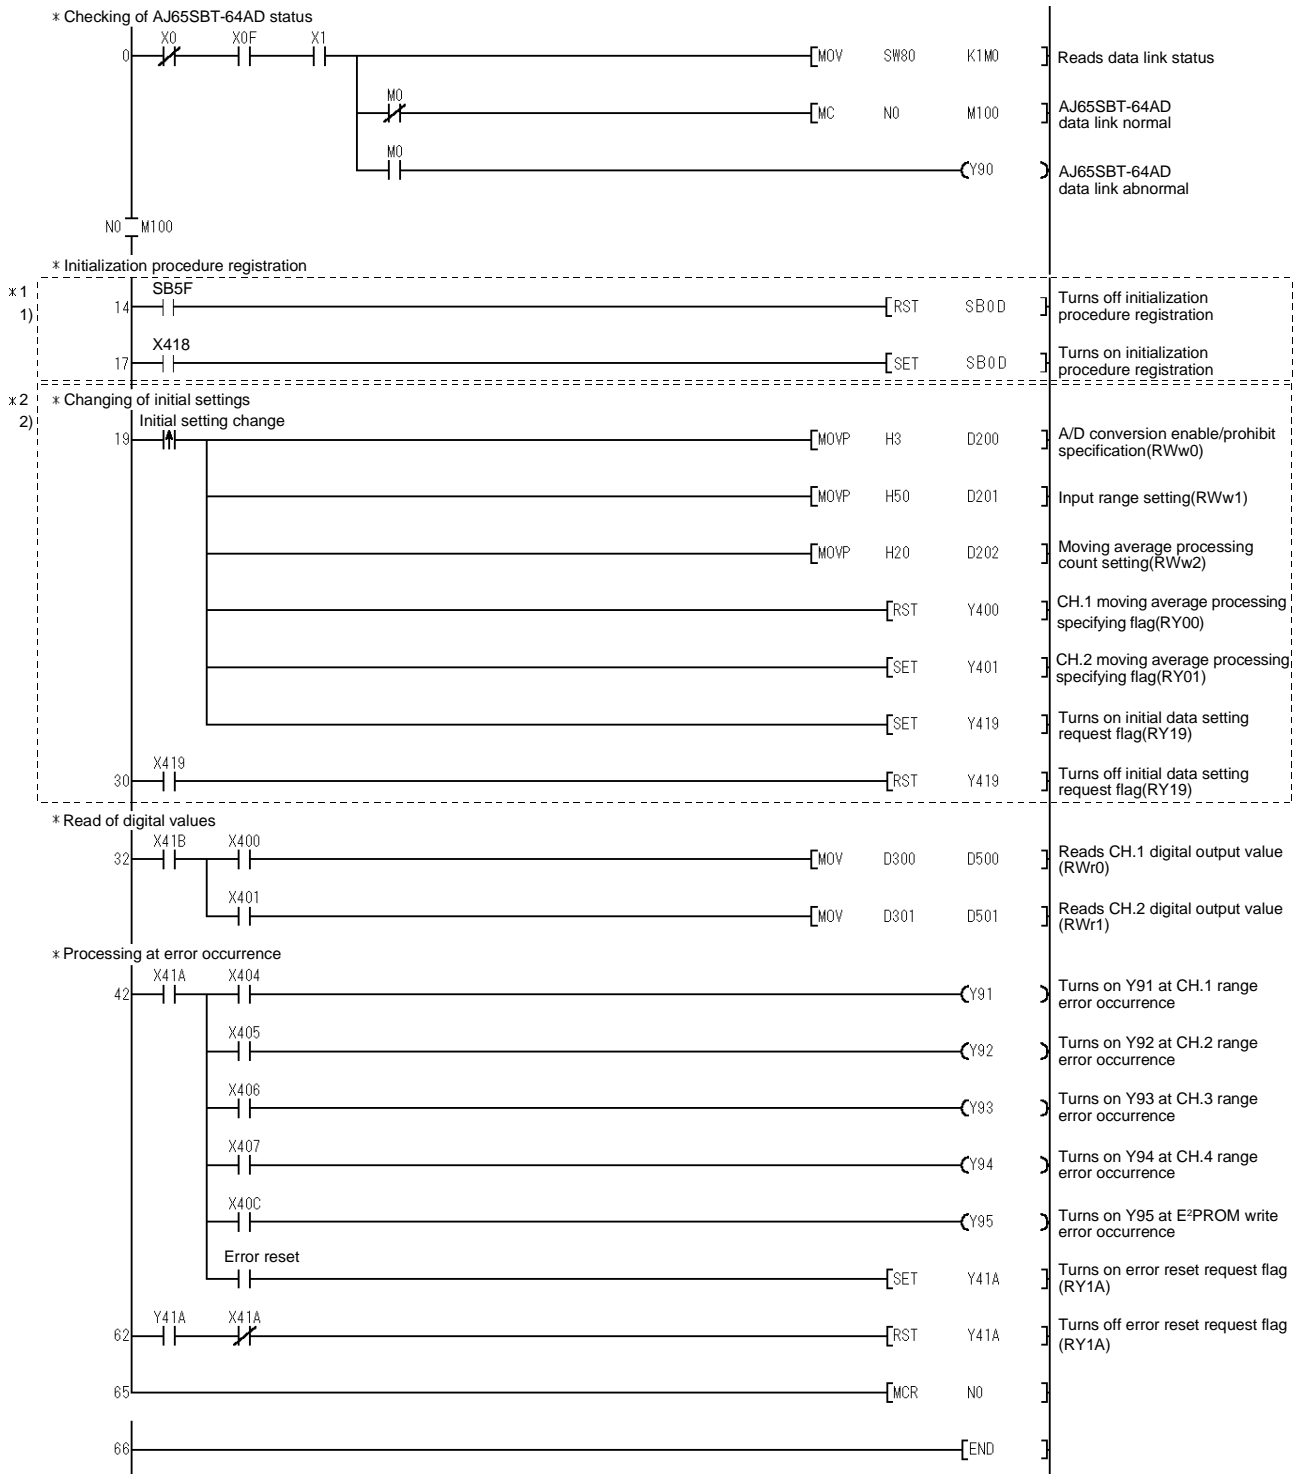 * Checking of AJ65SBT-64AD status
X0 X0F X1
0 MOV SW80 K1M0 Reads data link status
M0
MC N0 M100 AJ65SBT-64AD
data link normal
M0
Y90 AJ65SBT-64AD
data link abnormal
N0 M100
* Initialization procedure registration
*1
1)
SB5F
14 RST SB0D Turns off initialization
procedure registration
X418
17 SET SB0D Turns on initialization
procedure registration
*2 * Changing of initial settings
2)
Initial setting change
19 MOVP H3 D200 A/D conversion enable/prohibit
specification(RWw0)
MOVP H50 D201 Input range setting(RWw1)
MOVP H20 D202 Moving average processing
count setting(RWw2)
RST Y400 CH.1 moving average processing
specifying flag(RY00)
SET Y401 CH.2 moving average processing
specifying flag(RY01)
SET Y419 Turns on initial data setting
request flag(RY19)
X419
30 RST Y419 Turns off initial data setting
request flag(RY19)
* Read of digital values
X41B X400
32 MOV D300 D500 Reads CH.1 digital output value
(RWr0)
X401
MOV D301 D501 Reads CH.2 digital output value
(RWr1)
* Processing at error occurrence
X41A X404
42 Y91 Turns on Y91 at CH.1 range
error occurrence
X405
Y92 Turns on Y92 at CH.2 range
error occurrence
X406
Y93 Turns on Y93 at CH.3 range
error occurrence
X407
Y94 Turns on Y94 at CH.4 range
error occurrence
X40C
Y95 Turns on Y95 at E²PROM write
error occurrence
Error reset
SET Y41A Turns on error reset request flag
(RY1A)
Y41A X41A
62 RST Y41A Turns off error reset request flag
(RY1A)
65 MCR N0
66 END